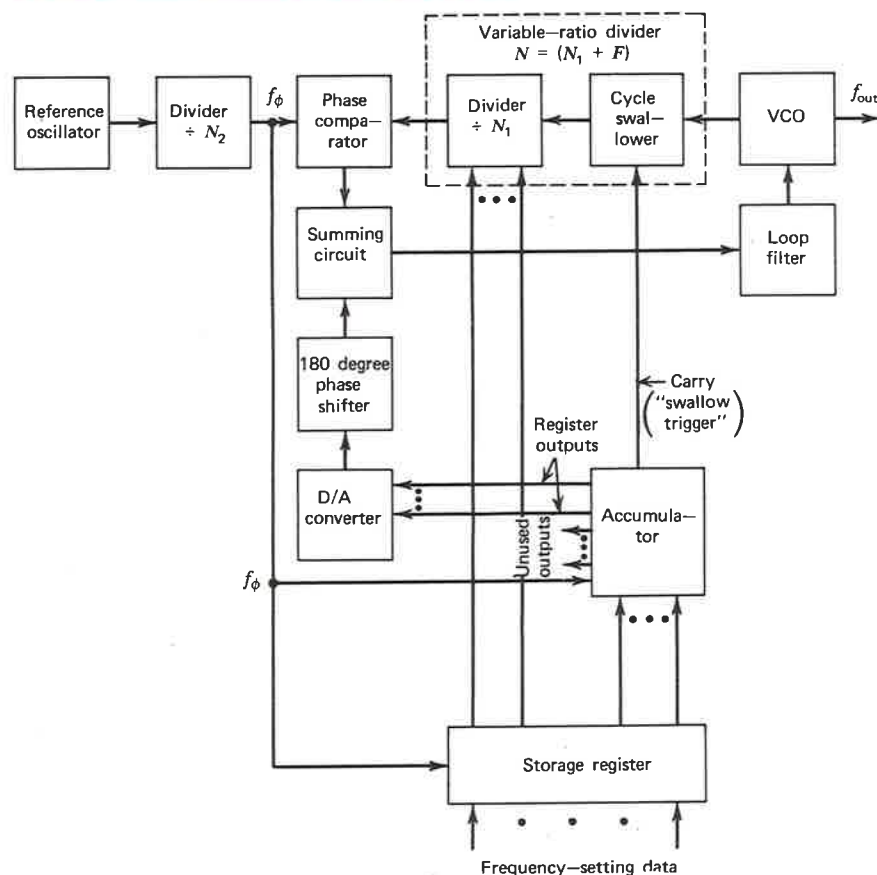 Variable—ratio divider
N = (N₁ + F)
Reference
oscillator
Divider
÷ N₂
fϕ
Phase
compa—
rator
Divider
÷ N₁
Cycle
swal—
lower
VCO
fout
Summing
circuit
Loop
filter
180 degree
phase
shifter
Carry
("swallow
trigger")
Register
outputs
D/A
converter
Unused
outputs
Accumula—
tor
fϕ
Storage register
Frequency—setting data